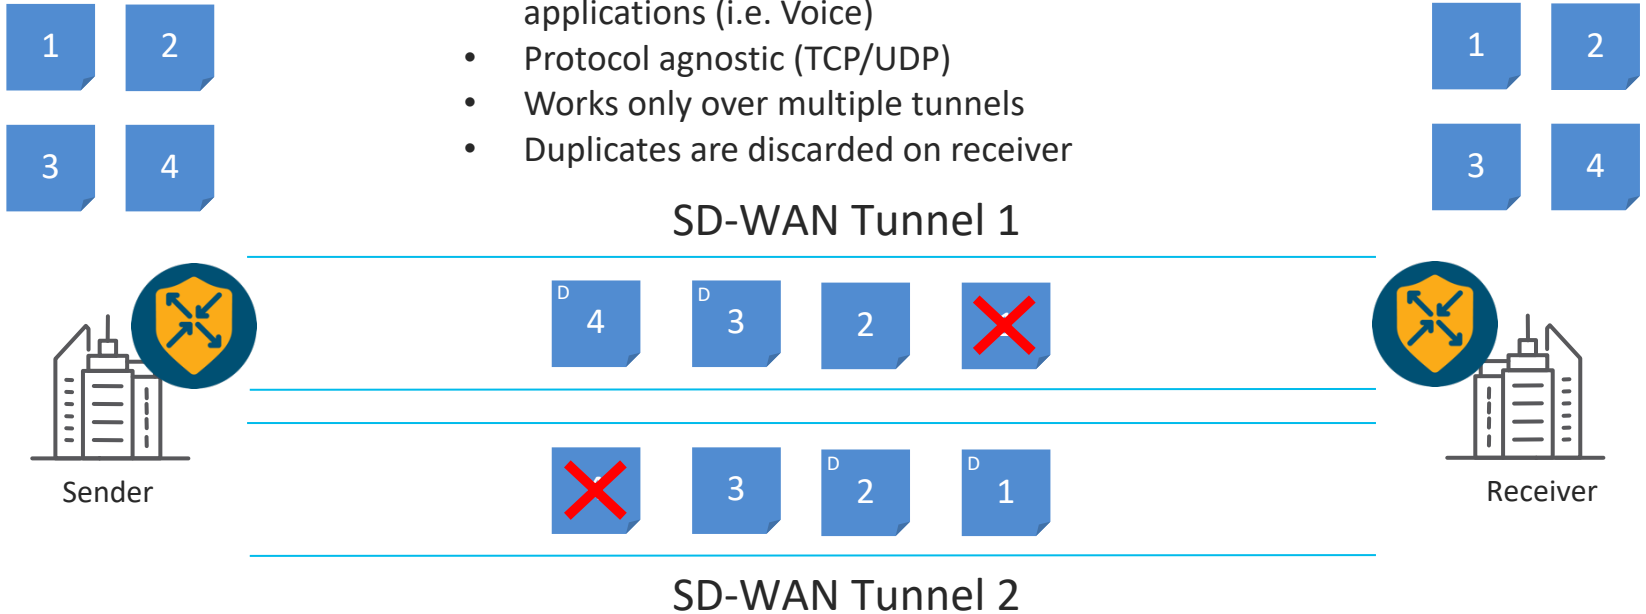 applications (i.e. Voice)
1 2
1 2
• Protocol agnostic (TCP/UDP)
• Works only over multiple tunnels
• Duplicates are discarded on receiver
3 4
3 4
SD-WAN Tunnel 1
D 4
D 3
2
Sender
3
D 2
D 1
Receiver
SD-WAN Tunnel 2